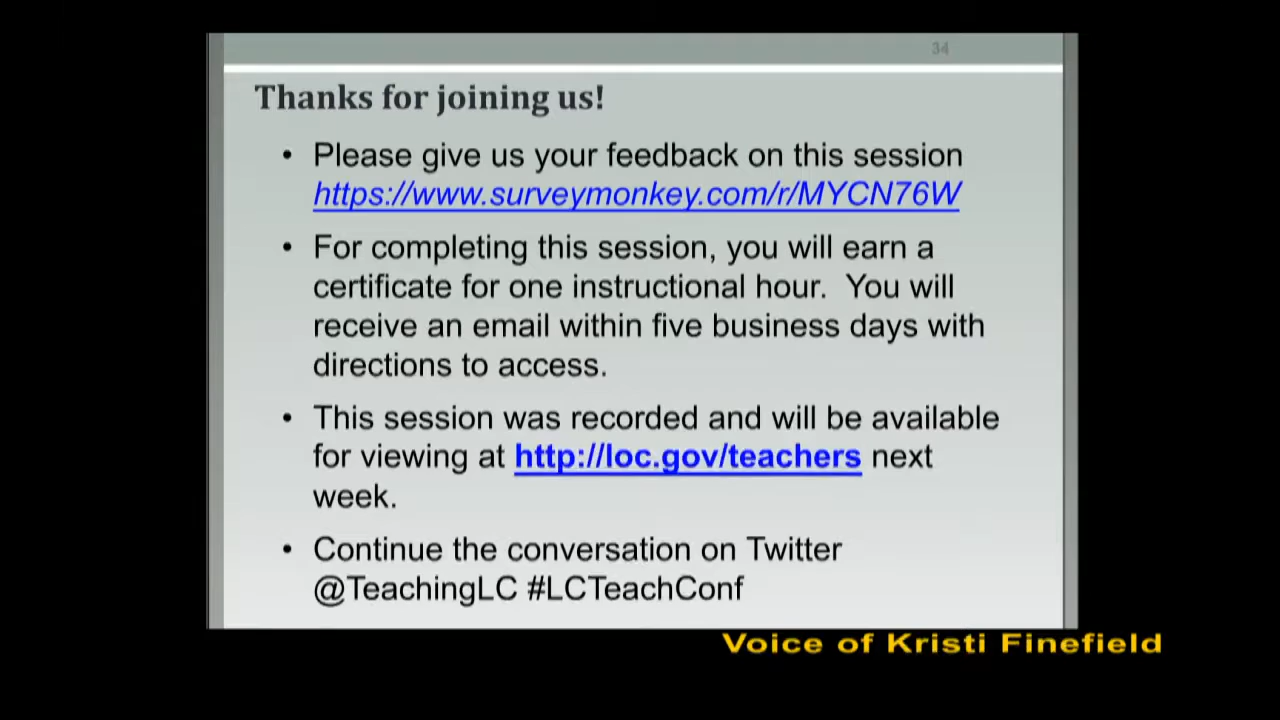 34
Thanks for joining us!
• Please give us your feedback on this session
https://www.surveymonkey.com/r/MYCN76W
• For completing this session, you will earn a
certificate for one instructional hour.  You will
receive an email within five business days with
directions to access.
• This session was recorded and will be available
for viewing at http://loc.gov/teachers next
week.
• Continue the conversation on Twitter
@TeachingLC #LCTeachConf
Voice of Kristi Finefield